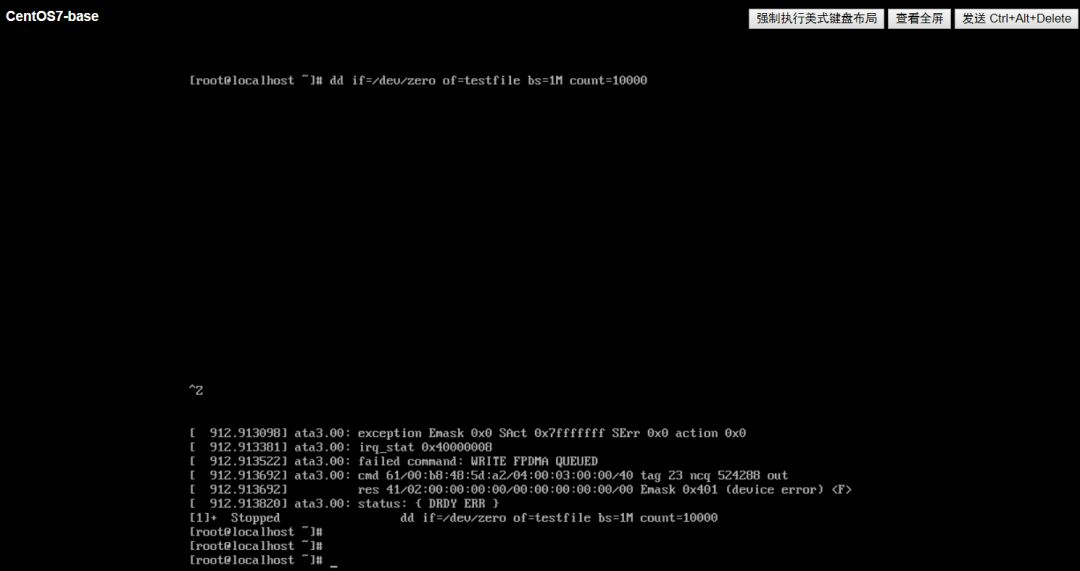 CentOS7-base
强制执行美式键盘布局 查看全屏 发送 Ctrl+Alt+Delete
[root@localhost ~]# dd if=/dev/zero of=testfile bs=1M count=10000
^Z
[  912.913098] ata3.00: exception Emask 0x0 SAct 0x7fffffff SErr 0x0 action 0x0
[  912.913381] ata3.00: irq_stat 0x40000008
[  912.913522] ata3.00: failed command: WRITE FPDMA QUEUED
[  912.913692] ata3.00: cmd 61/00:b8:48:5d:a2/04:00:03:00:00/40 tag 23 ncq 524288 out
[  912.913692]          res 41/02:00:00:00:00/00:00:00:00:00/00 Emask 0x401 (device error) <F>
[  912.913820] ata3.00: status: { DRDY ERR }
[1]+  Stopped                 dd if=/dev/zero of=testfile bs=1M count=10000
[root@localhost ~]#
[root@localhost ~]#
[root@localhost ~]# _